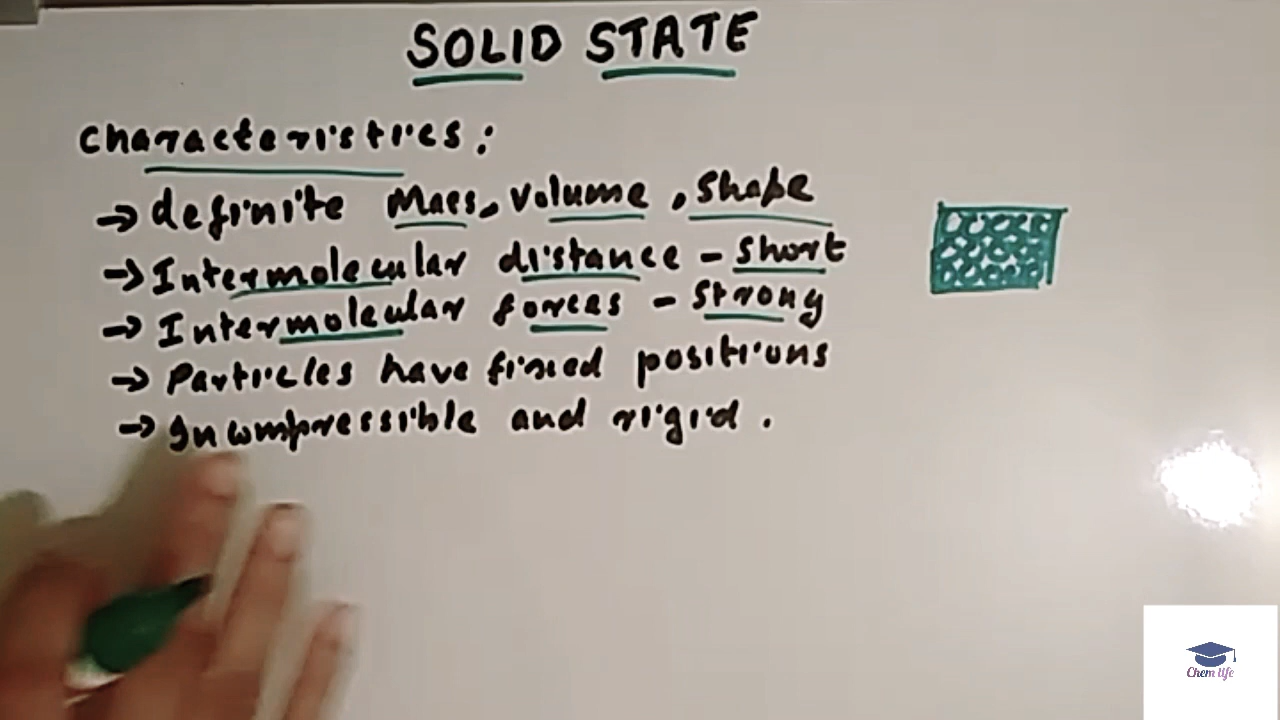 SOLID STATE
Characteristics:
→ definite Mass, Volume, Shape
→ Intermolecular distance - Short
→ Intermolecular forces - Strong
→ Particles have fixed positions
→ Incompressible and rigid.
Chem life